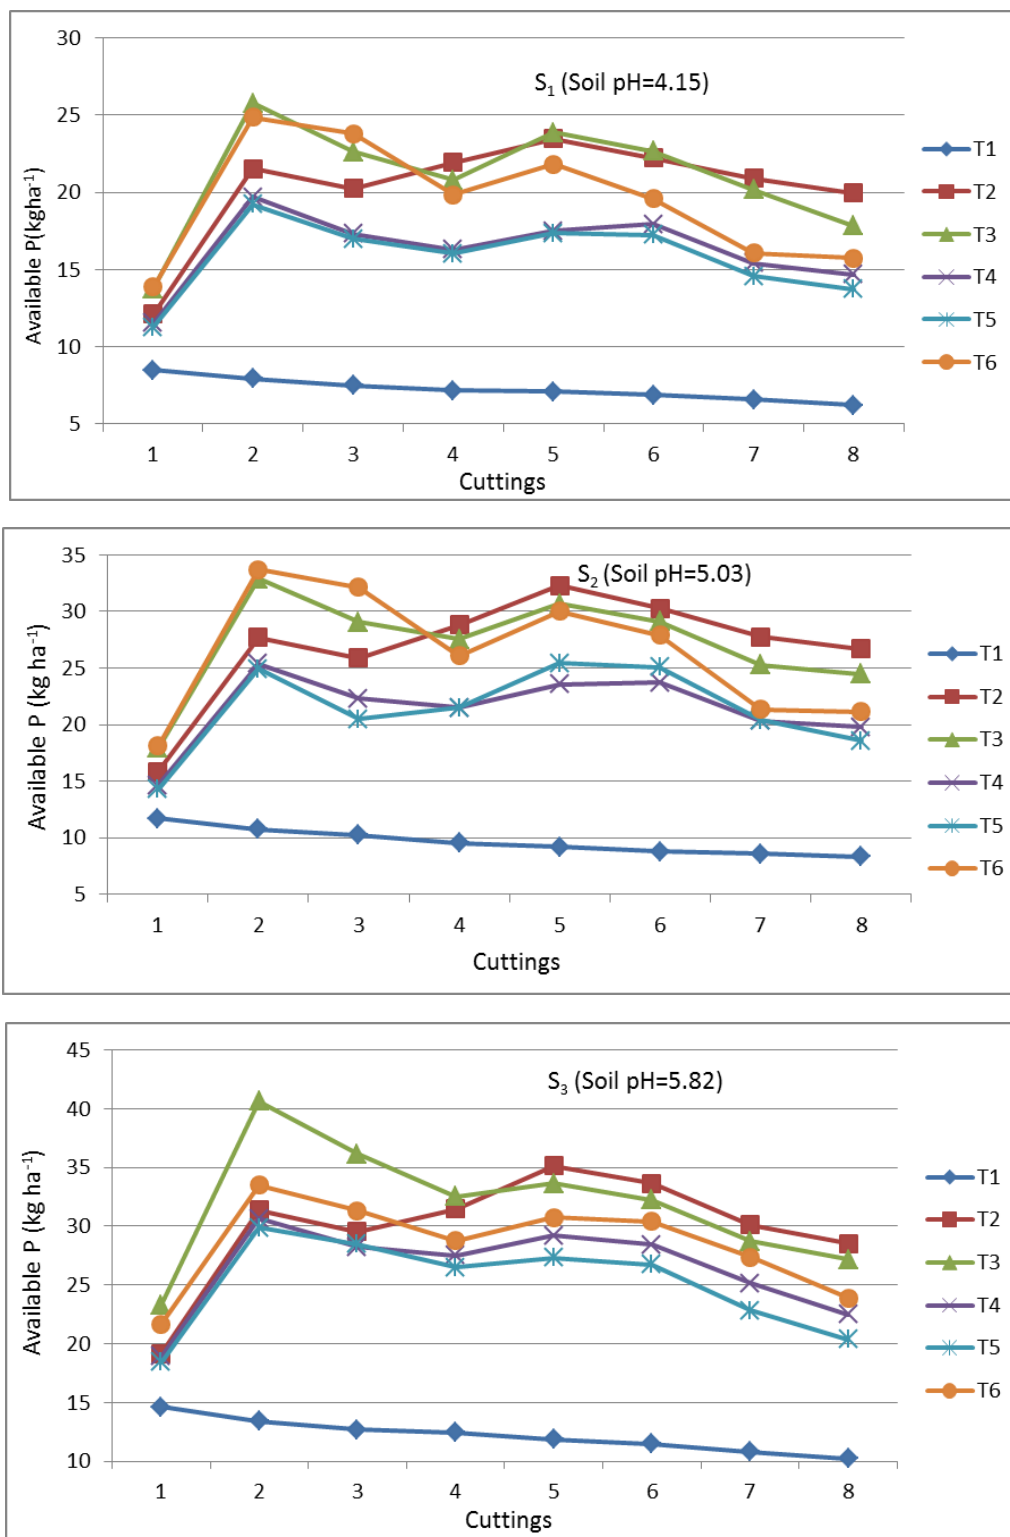 S₁ (Soil pH=4.15)
Available P(kgha⁻¹)
30
25
20
15
10
5
1 2 3 4 5 6 7 8
Cuttings
T1
T2
T3
T4
T5
T6
S₂ (Soil pH=5.03)
Available P (kg ha⁻¹)
35
30
25
20
15
10
5
1 2 3 4 5 6 7 8
Cuttings
T1
T2
T3
T4
T5
T6
S₃ (Soil pH=5.82)
Available P (kg ha⁻¹)
45
40
35
30
25
20
15
10
1 2 3 4 5 6 7 8
Cuttings
T1
T2
T3
T4
T5
T6